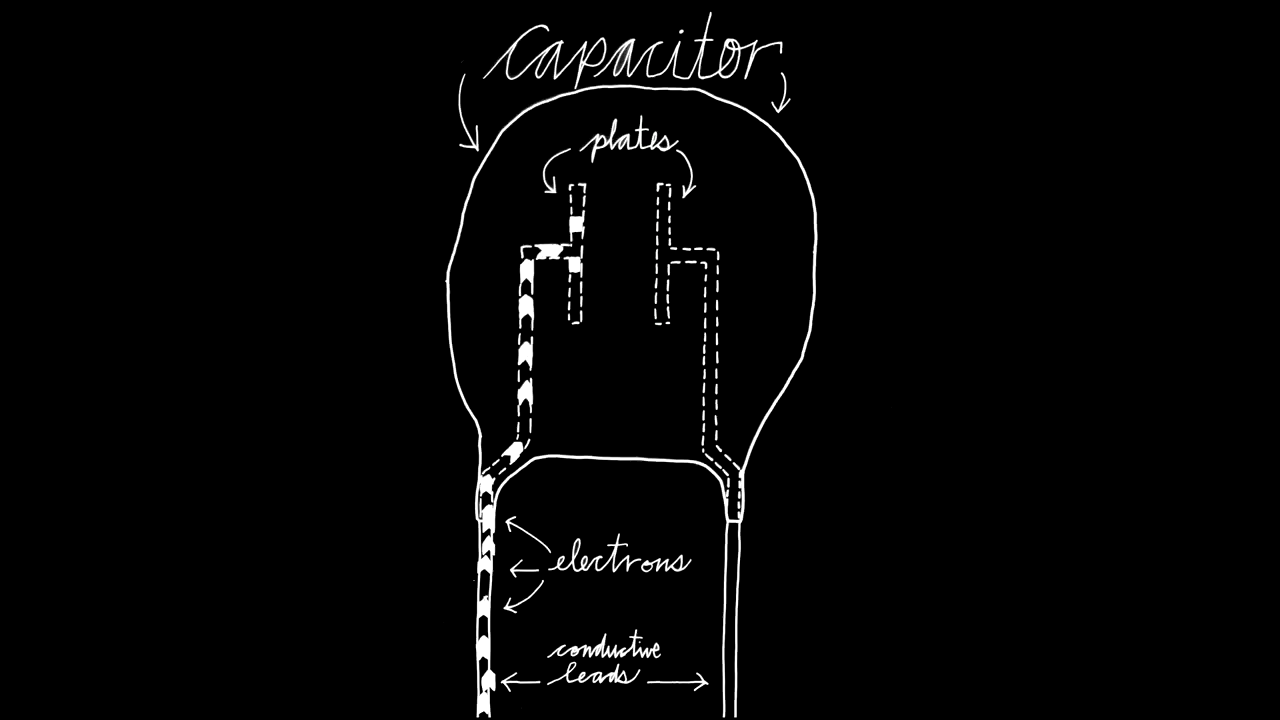 Capacitor
plates
electrons
conductive
leads